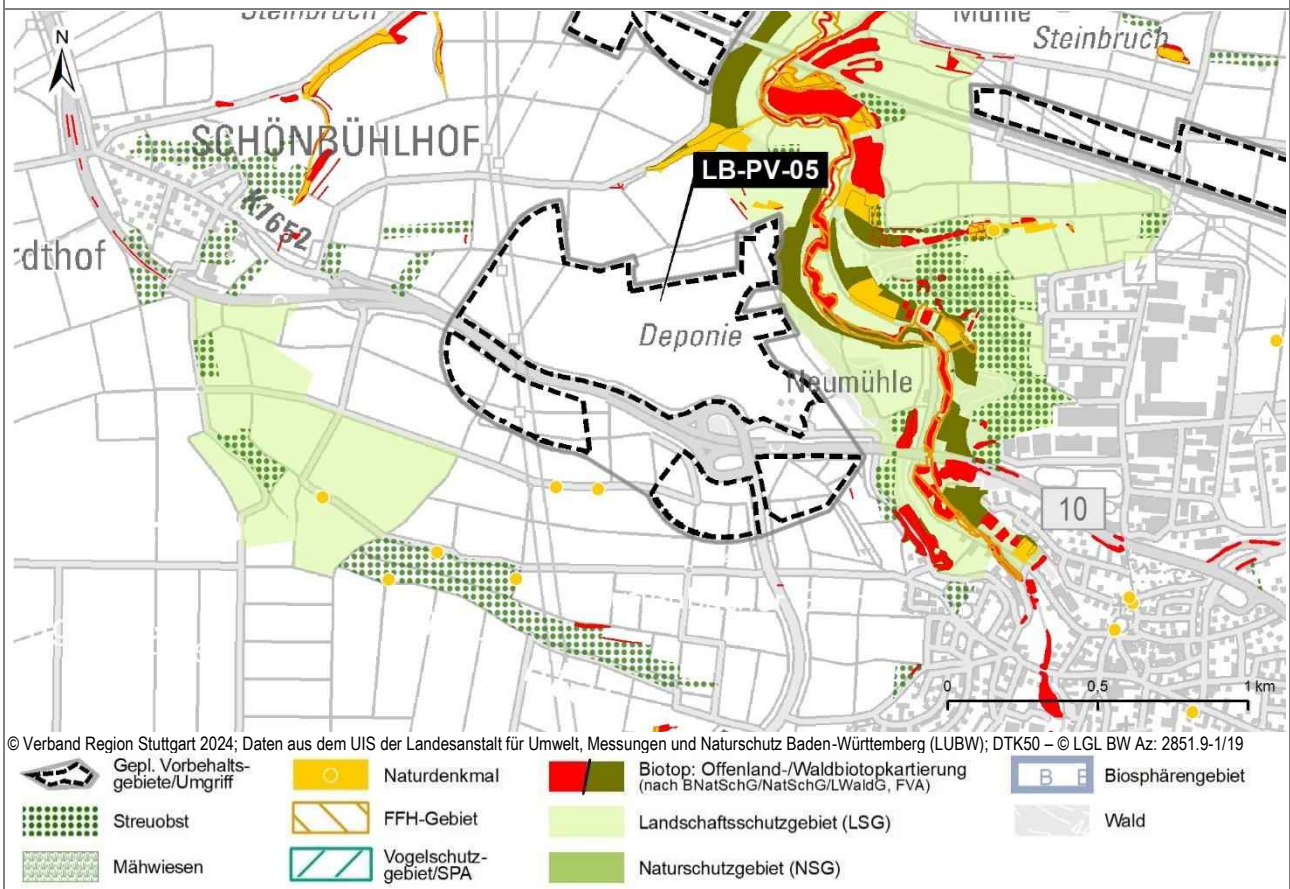 Steinbruch
Mühle
Steinbruch
N
SCHÖNBÜHLHOF
LB-PV-05
K1652
rdthof
Deponie
Neumühle
10
H
0
0,5
1 km
© Verband Region Stuttgart 2024; Daten aus dem UIS der Landesanstalt für Umwelt, Messungen und Naturschutz Baden-Württemberg (LUBW); DTK50 – © LGL BW Az: 2851.9-1/19
Gepl. Vorbehalts-
gebiete/Umgriff
Naturdenkmal
Biotop: Offenland-/Waldbiotopkartierung
(nach BNatSchG/NatSchG/LWaldG, FVA)
B B
Biosphärengebiet
Streuobst
FFH-Gebiet
Landschaftsschutzgebiet (LSG)
Wald
Mähwiesen
Vogelschutz-
gebiet/SPA
Naturschutzgebiet (NSG)